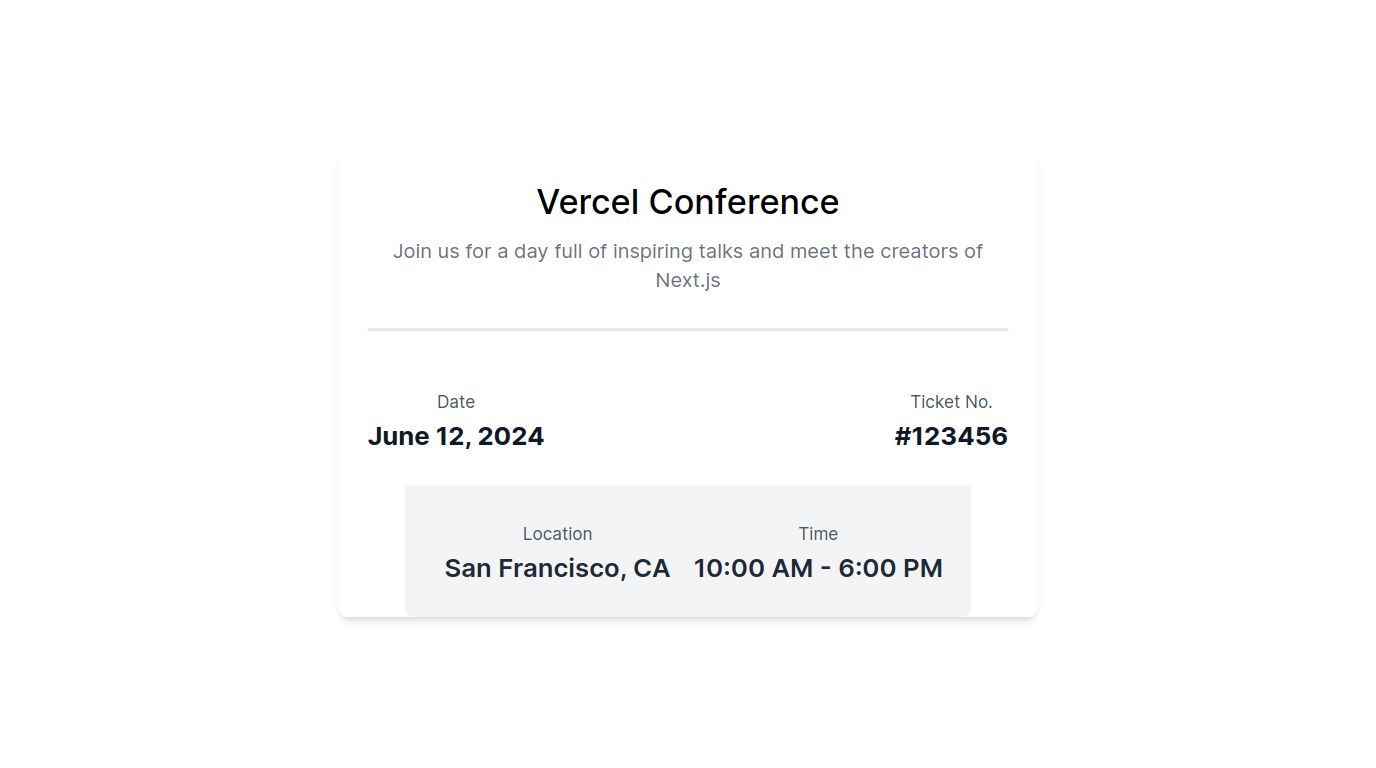 Vercel Conference
Join us for a day full of inspiring talks and meet the creators of
Next.js
Date
June 12, 2024
Ticket No.
#123456
Location
San Francisco, CA
Time
10:00 AM - 6:00 PM